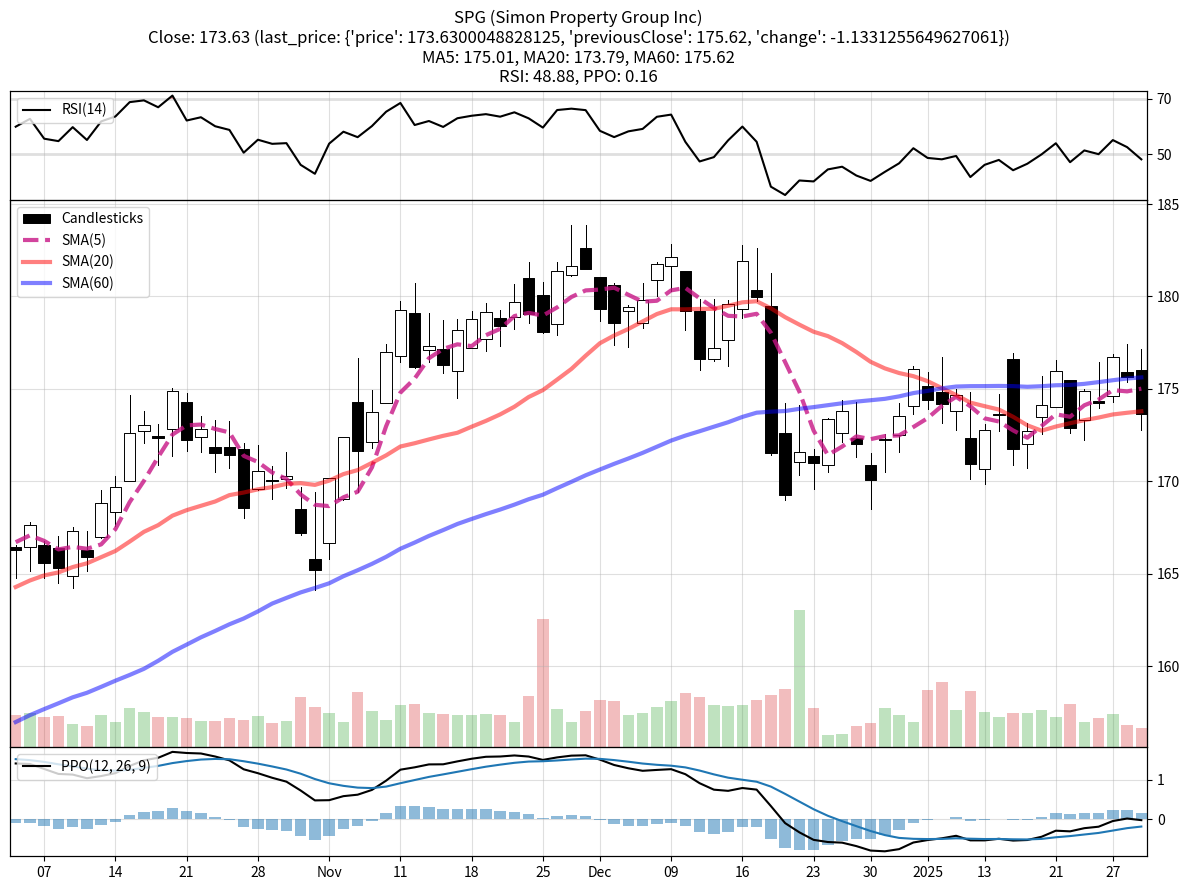 SPG (Simon Property Group Inc)
Close: 173.63 (last_price: {'price': 173.6300048828125, 'previousClose': 175.62, 'change': -1.1331255649627061})
MA5: 175.01, MA20: 173.79, MA60: 175.62
RSI: 48.88, PPO: 0.16
RSI(14)
70
50
Candlesticks
SMA(5)
SMA(20)
SMA(60)
185
180
175
170
165
160
PPO(12,26,9)
1
0
07 14 21 28 Nov 11 18 25 Dec 09 16 23 30 2025 13 21 27